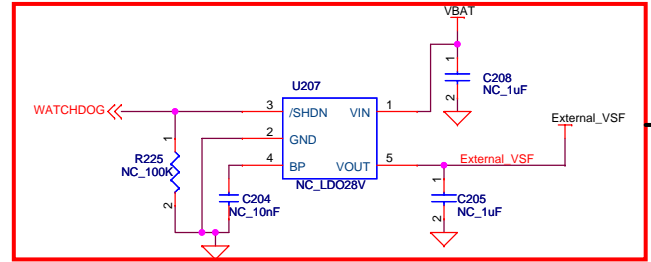 VBAT
U207
C208
NC_1uF
1
2
WATCHDOG
3
/SHDN
VIN
1
External_VSF
2
GND
R225
NC_100K
1
2
4
BP
VOUT
5
External_VSF
NC_LDO28V
C204
NC_10nF
1
2
C205
NC_1uF